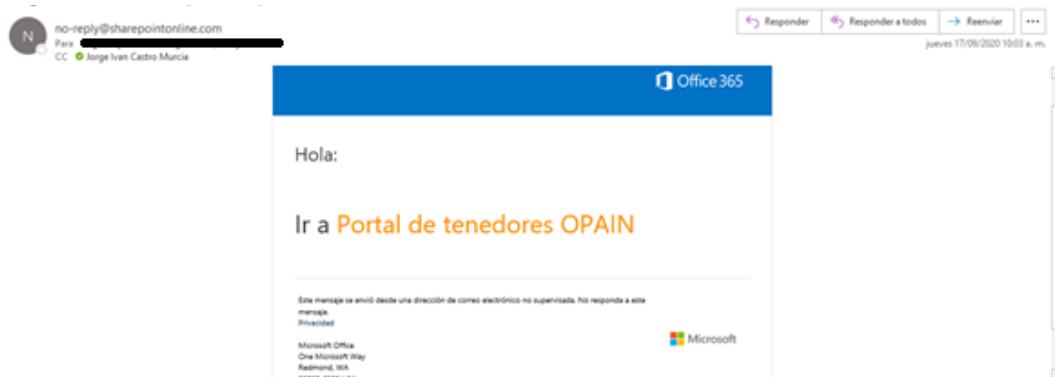 N
no-reply@sharepointonline.com
Responder
Responder a todos
Reenviar
Para
CC Jorge Ivan Castro Murcia
jueves 17/09/2020 10:03 a. m.
Office 365
Hola:
Ir a Portal de tenedores OPAIN
Este mensaje se envió desde una dirección de correo electrónico no supervisada. No responda a este
mensaje.
Privacidad
Microsoft
Microsoft Office
One Microsoft Way
Redmond, WA